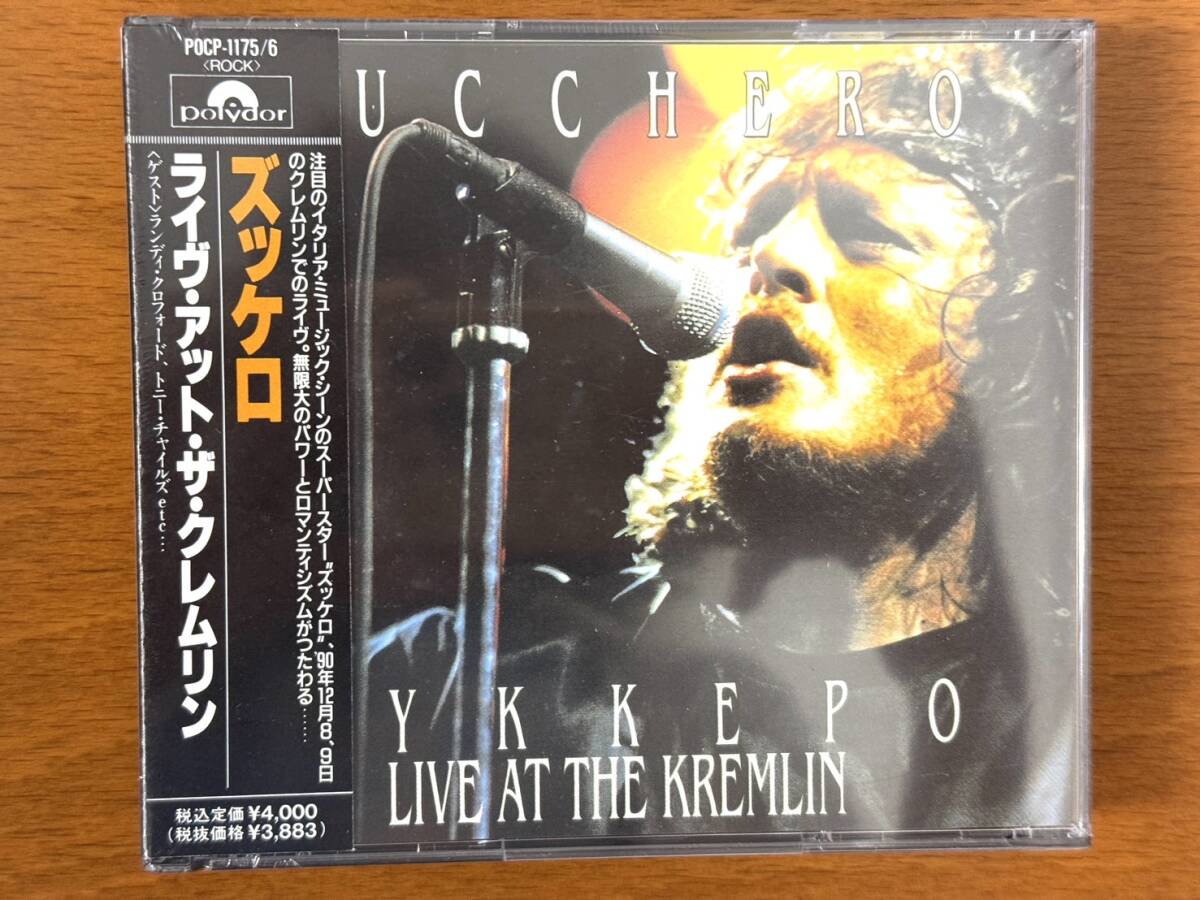 POCP-1175/6
〈ROCK〉
polydor
注目のイタリア・ミュージック・シーンのスーパースター"ズッケロ"、'90年12月8、9日
のクレムリンでのライヴ。無限大のパワーとロマンティシズムがつたわる……
ズッケロ
ライヴ・アット・ザ・クレムリン
〈ゲスト〉ランディ・クロフォード、トニー・チャイルズetc…
税込定価¥4,000
(税抜価格¥3,883)
UCCHERO
YKKEPO
LIVE AT THE KREMLIN